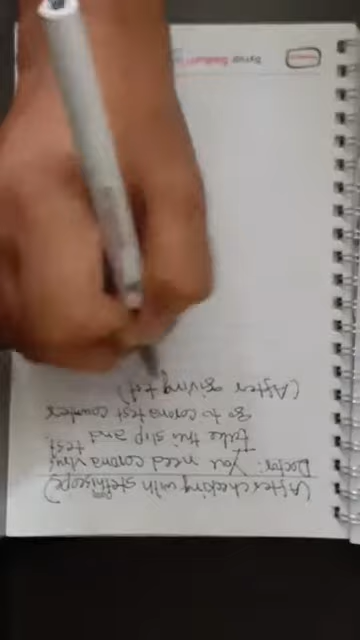 (After checking with stethiscope)
Doctor: You need corona virus
test.
take this slip and
go to corona test counter
(After giving tet)